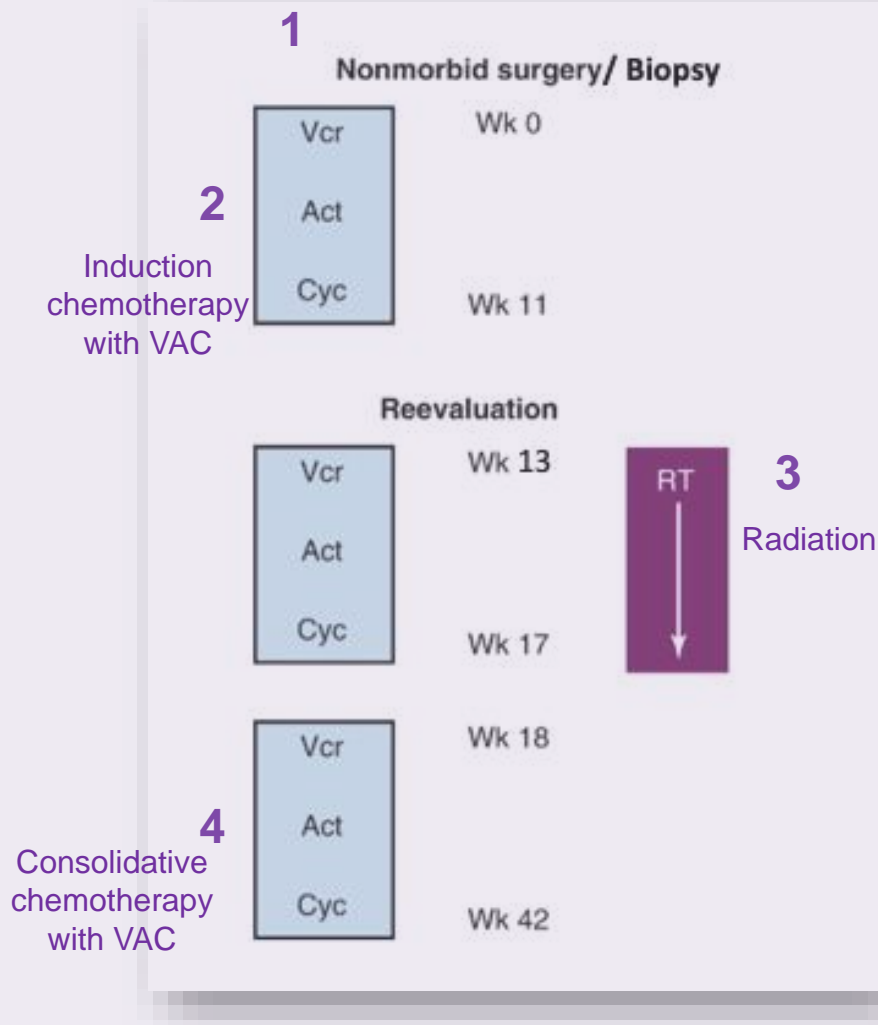 1
Nonmorbid surgery/ Biopsy
Vcr
Wk 0
2
Act
Induction
chemotherapy
with VAC
Cyc
Wk 11
Reevaluation
Vcr
Wk 13
RT
3
Radiation
Act
Cyc
Wk 17
Vcr
Wk 18
4
Act
Consolidative
chemotherapy
with VAC
Cyc
Wk 42